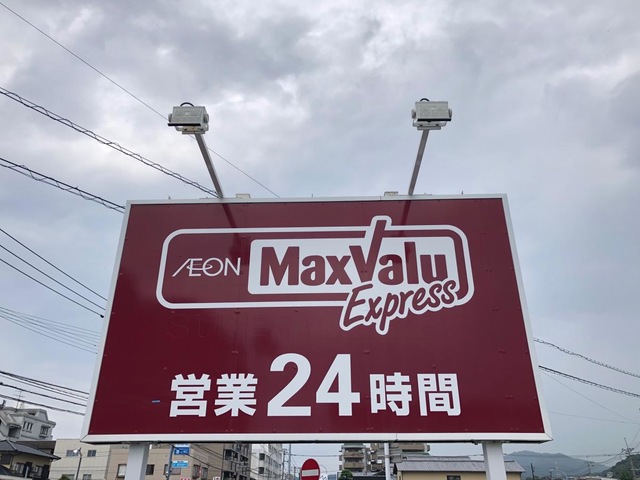 ÆON MaxValu
Express
営業24時間